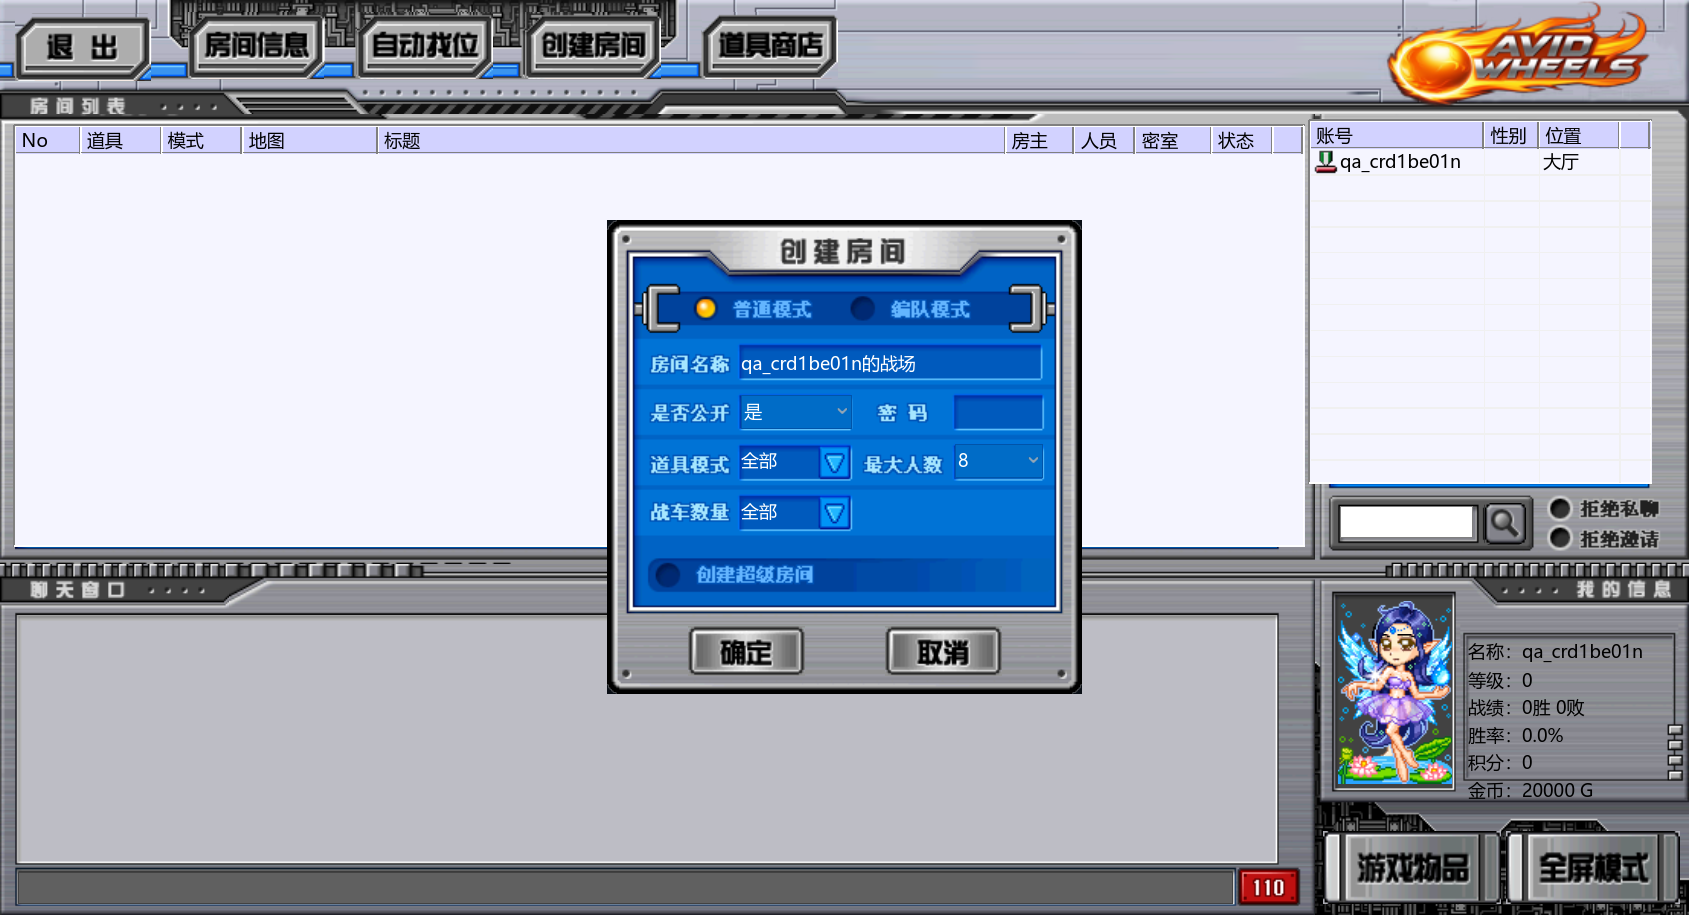 退 出
房间信息
自动找位
创建房间
道具商店
AVID WHEELS
房间列表
No 道具 模式 地图 标题 房主 人员 密室 状态
账号 性别 位置
qa_crd1be01n 大厅
创建房间
普通模式 编队模式
房间名称 qa_crd1be01n的战场
是否公开 是 密 码
道具模式 全部 最大人数 8
战车数量 全部
创建超级房间
确定 取消
拒绝私聊
拒绝邀请
聊天窗口
我的信息
名称：qa_crd1be01n
等级：0
战绩：0胜 0败
胜率：0.0%
积分：0
金币：20000 G
110
游戏物品
全屏模式